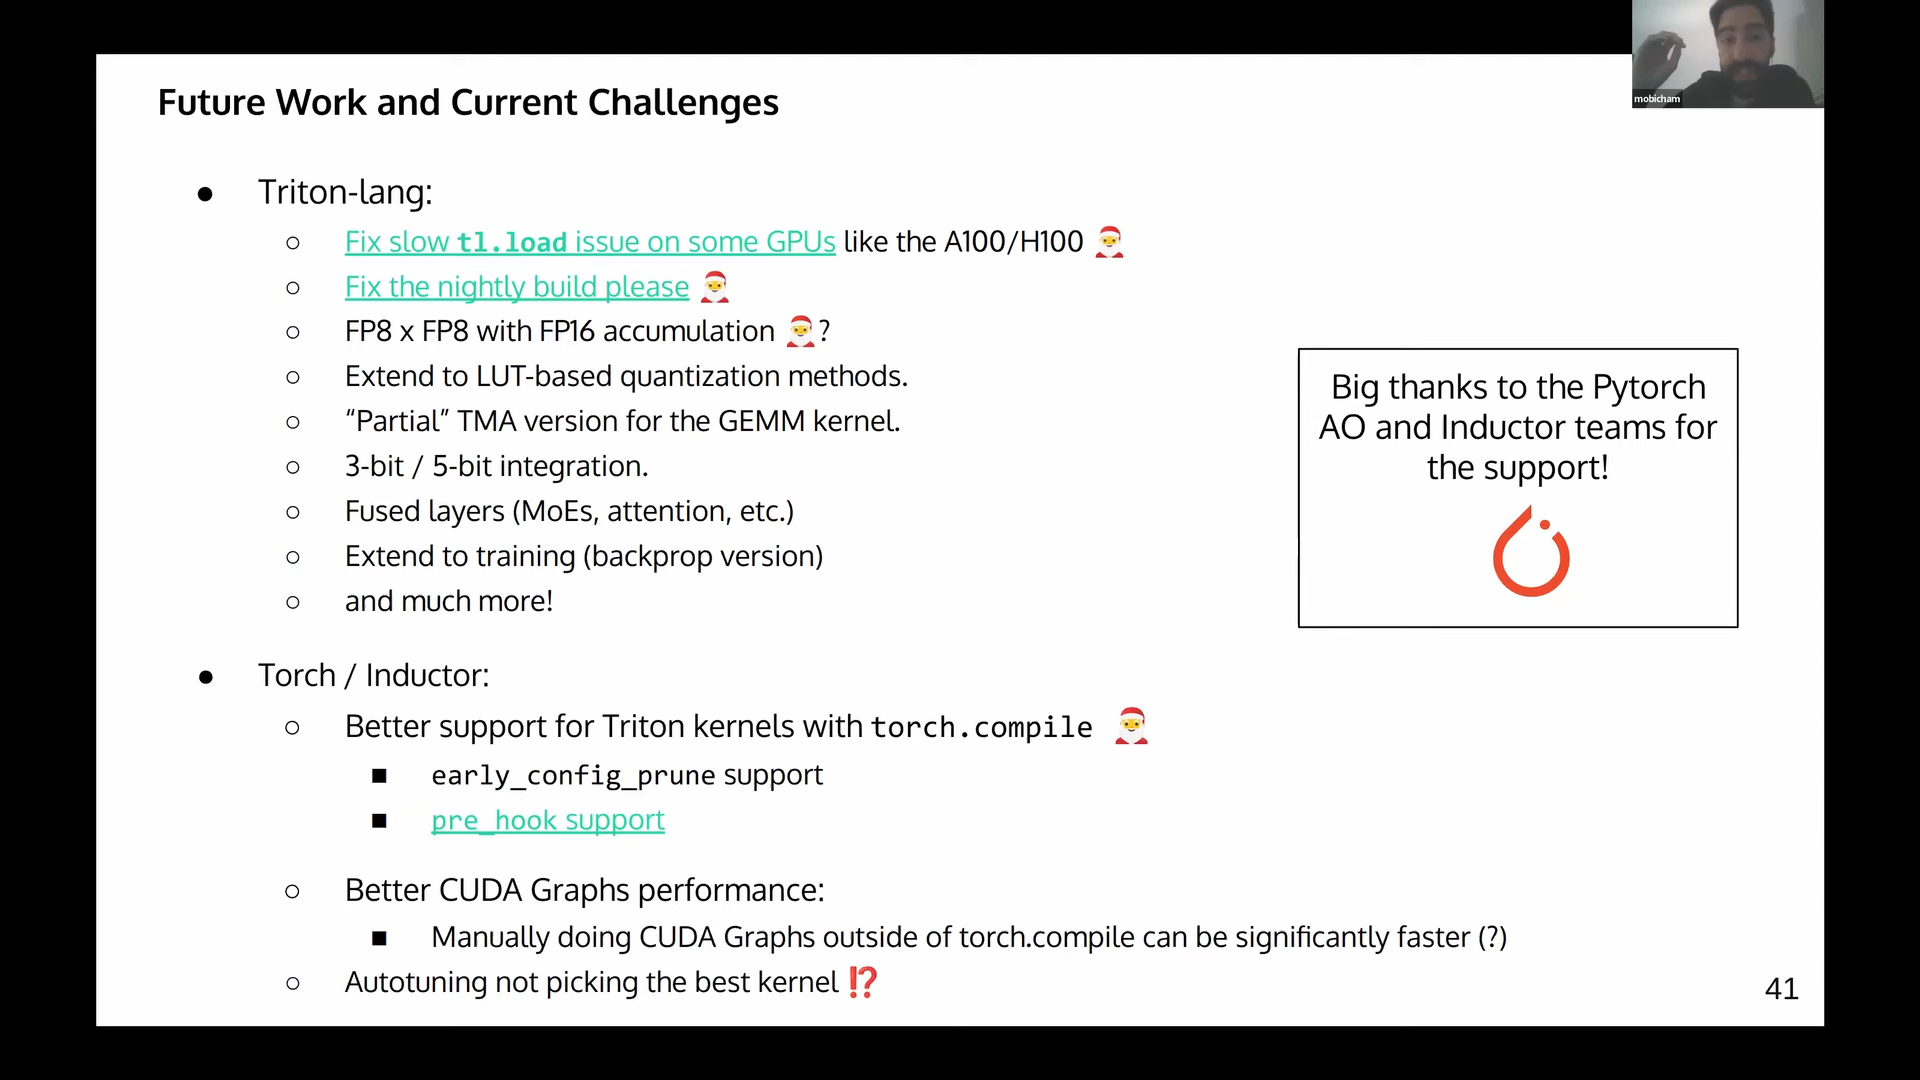 mobicham
Future Work and Current Challenges
● Triton-lang:
○ Fix slow tl.load issue on some GPUs like the A100/H100 🎅
○ Fix the nightly build please 🎅
○ FP8 x FP8 with FP16 accumulation 🎅?
○ Extend to LUT-based quantization methods.
○ “Partial” TMA version for the GEMM kernel.
○ 3-bit / 5-bit integration.
○ Fused layers (MoEs, attention, etc.)
○ Extend to training (backprop version)
○ and much more!
● Torch / Inductor:
○ Better support for Triton kernels with torch.compile 🎅
■ early_config_prune support
■ pre_hook support
○ Better CUDA Graphs performance:
■ Manually doing CUDA Graphs outside of torch.compile can be significantly faster (?)
○ Autotuning not picking the best kernel ⁉
Big thanks to the Pytorch
AO and Inductor teams for
the support!
41